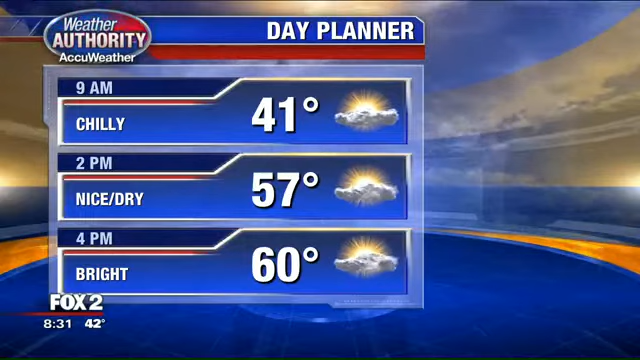 Weather
AUTHORITY
AccuWeather
DAY PLANNER
9 AM
CHILLY
41°
2 PM
NICE/DRY
57°
4 PM
BRIGHT
60°
FOX 2
8:31 42°